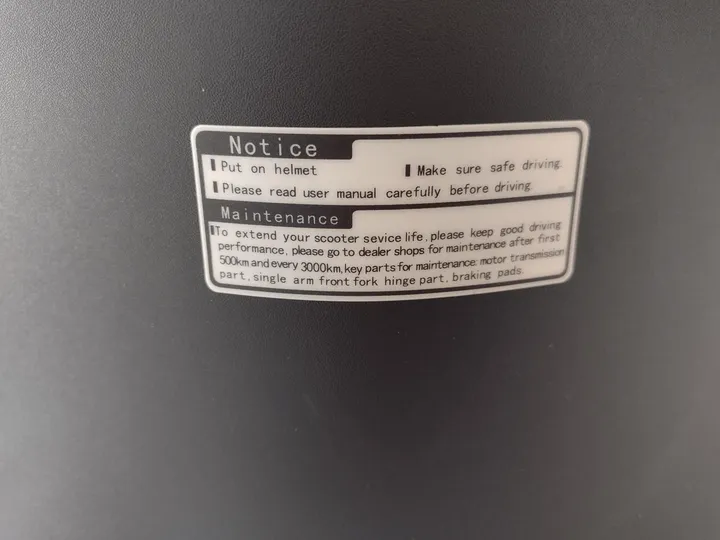 Notice
Put on helmet Make sure safe driving.
Please read user manual carefully before driving.
Maintenance
To extend your scooter sevice life, please keep good driving
performance, please go to dealer shops for maintenance after first
500km and every 3000km, key parts for maintenance: motor transmission
part, single arm front fork hinge part, braking pads.